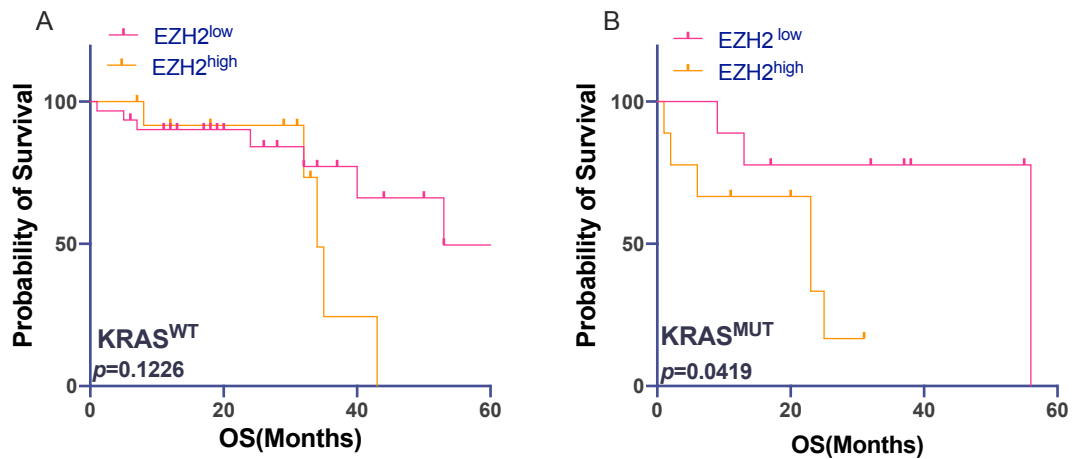 A
EZH2low
EZH2high
Probability of Survival
100
50
0
KRASWT
p=0.1226
0 20 40 60
OS(Months)
B
EZH2 low
EZH2high
Probability of Survival
100
50
0
KRASMUT
p=0.0419
0 20 40 60
OS(Months)